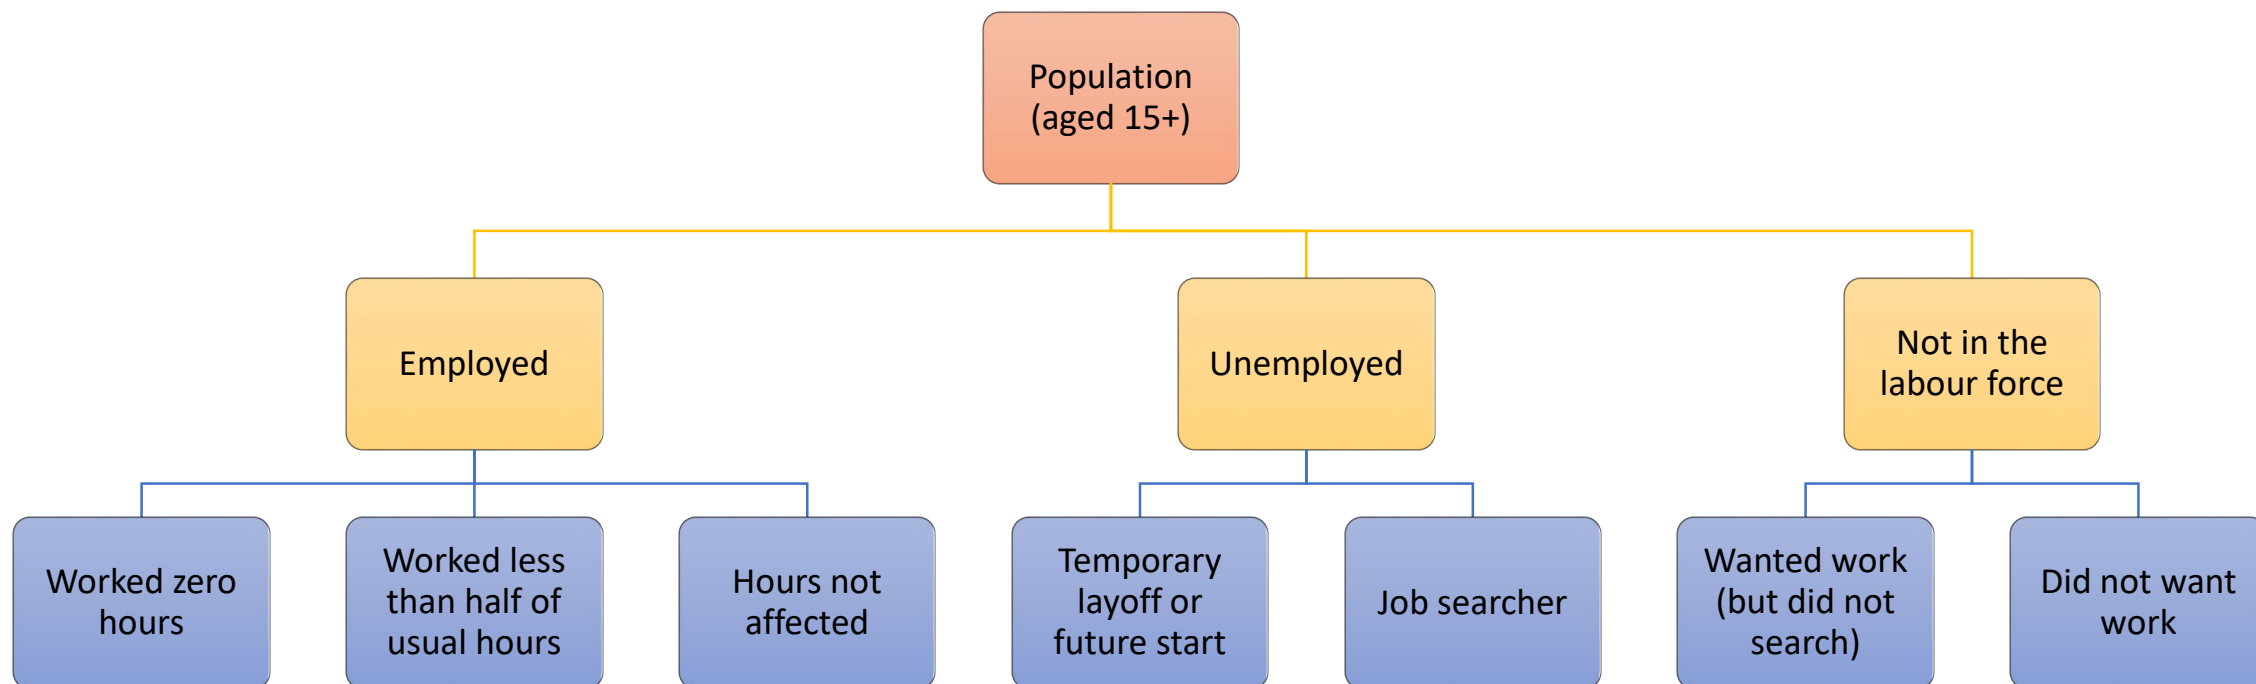 Population
(aged 15+)
Employed
Unemployed
Not in the
labour force
Worked zero
hours
Worked less
than half of
usual hours
Hours not
affected
Temporary
layoff or
future start
Job searcher
Wanted work
(but did not
search)
Did not want
work